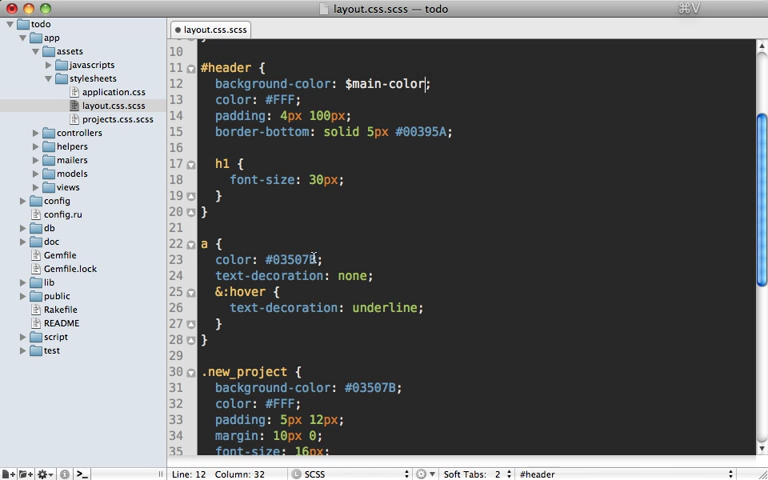 layout.css.scss — todo
⌘V
todo
app
assets
javascripts
stylesheets
application.css
layout.css.scss
projects.css.scss
controllers
helpers
mailers
models
views
config
config.ru
db
doc
Gemfile
Gemfile.lock
lib
public
Rakefile
README
script
test
layout.css.scss
10
11 #header {
12 background-color: $main-color;
13 color: #FFF;
14 padding: 4px 100px;
15 border-bottom: solid 5px #00395A;
16
17 h1 {
18 font-size: 30px;
19 }
20 }
21
22 a {
23 color: #03507B;
24 text-decoration: none;
25 &:hover {
26 text-decoration: underline;
27 }
28 }
29
30 .new_project {
31 background-color: #03507B;
32 color: #FFF;
33 padding: 5px 12px;
34 margin: 10px 0;
35 font-size: 16px;
Line: 12 Column: 32 SCSS Soft Tabs: 2 #header